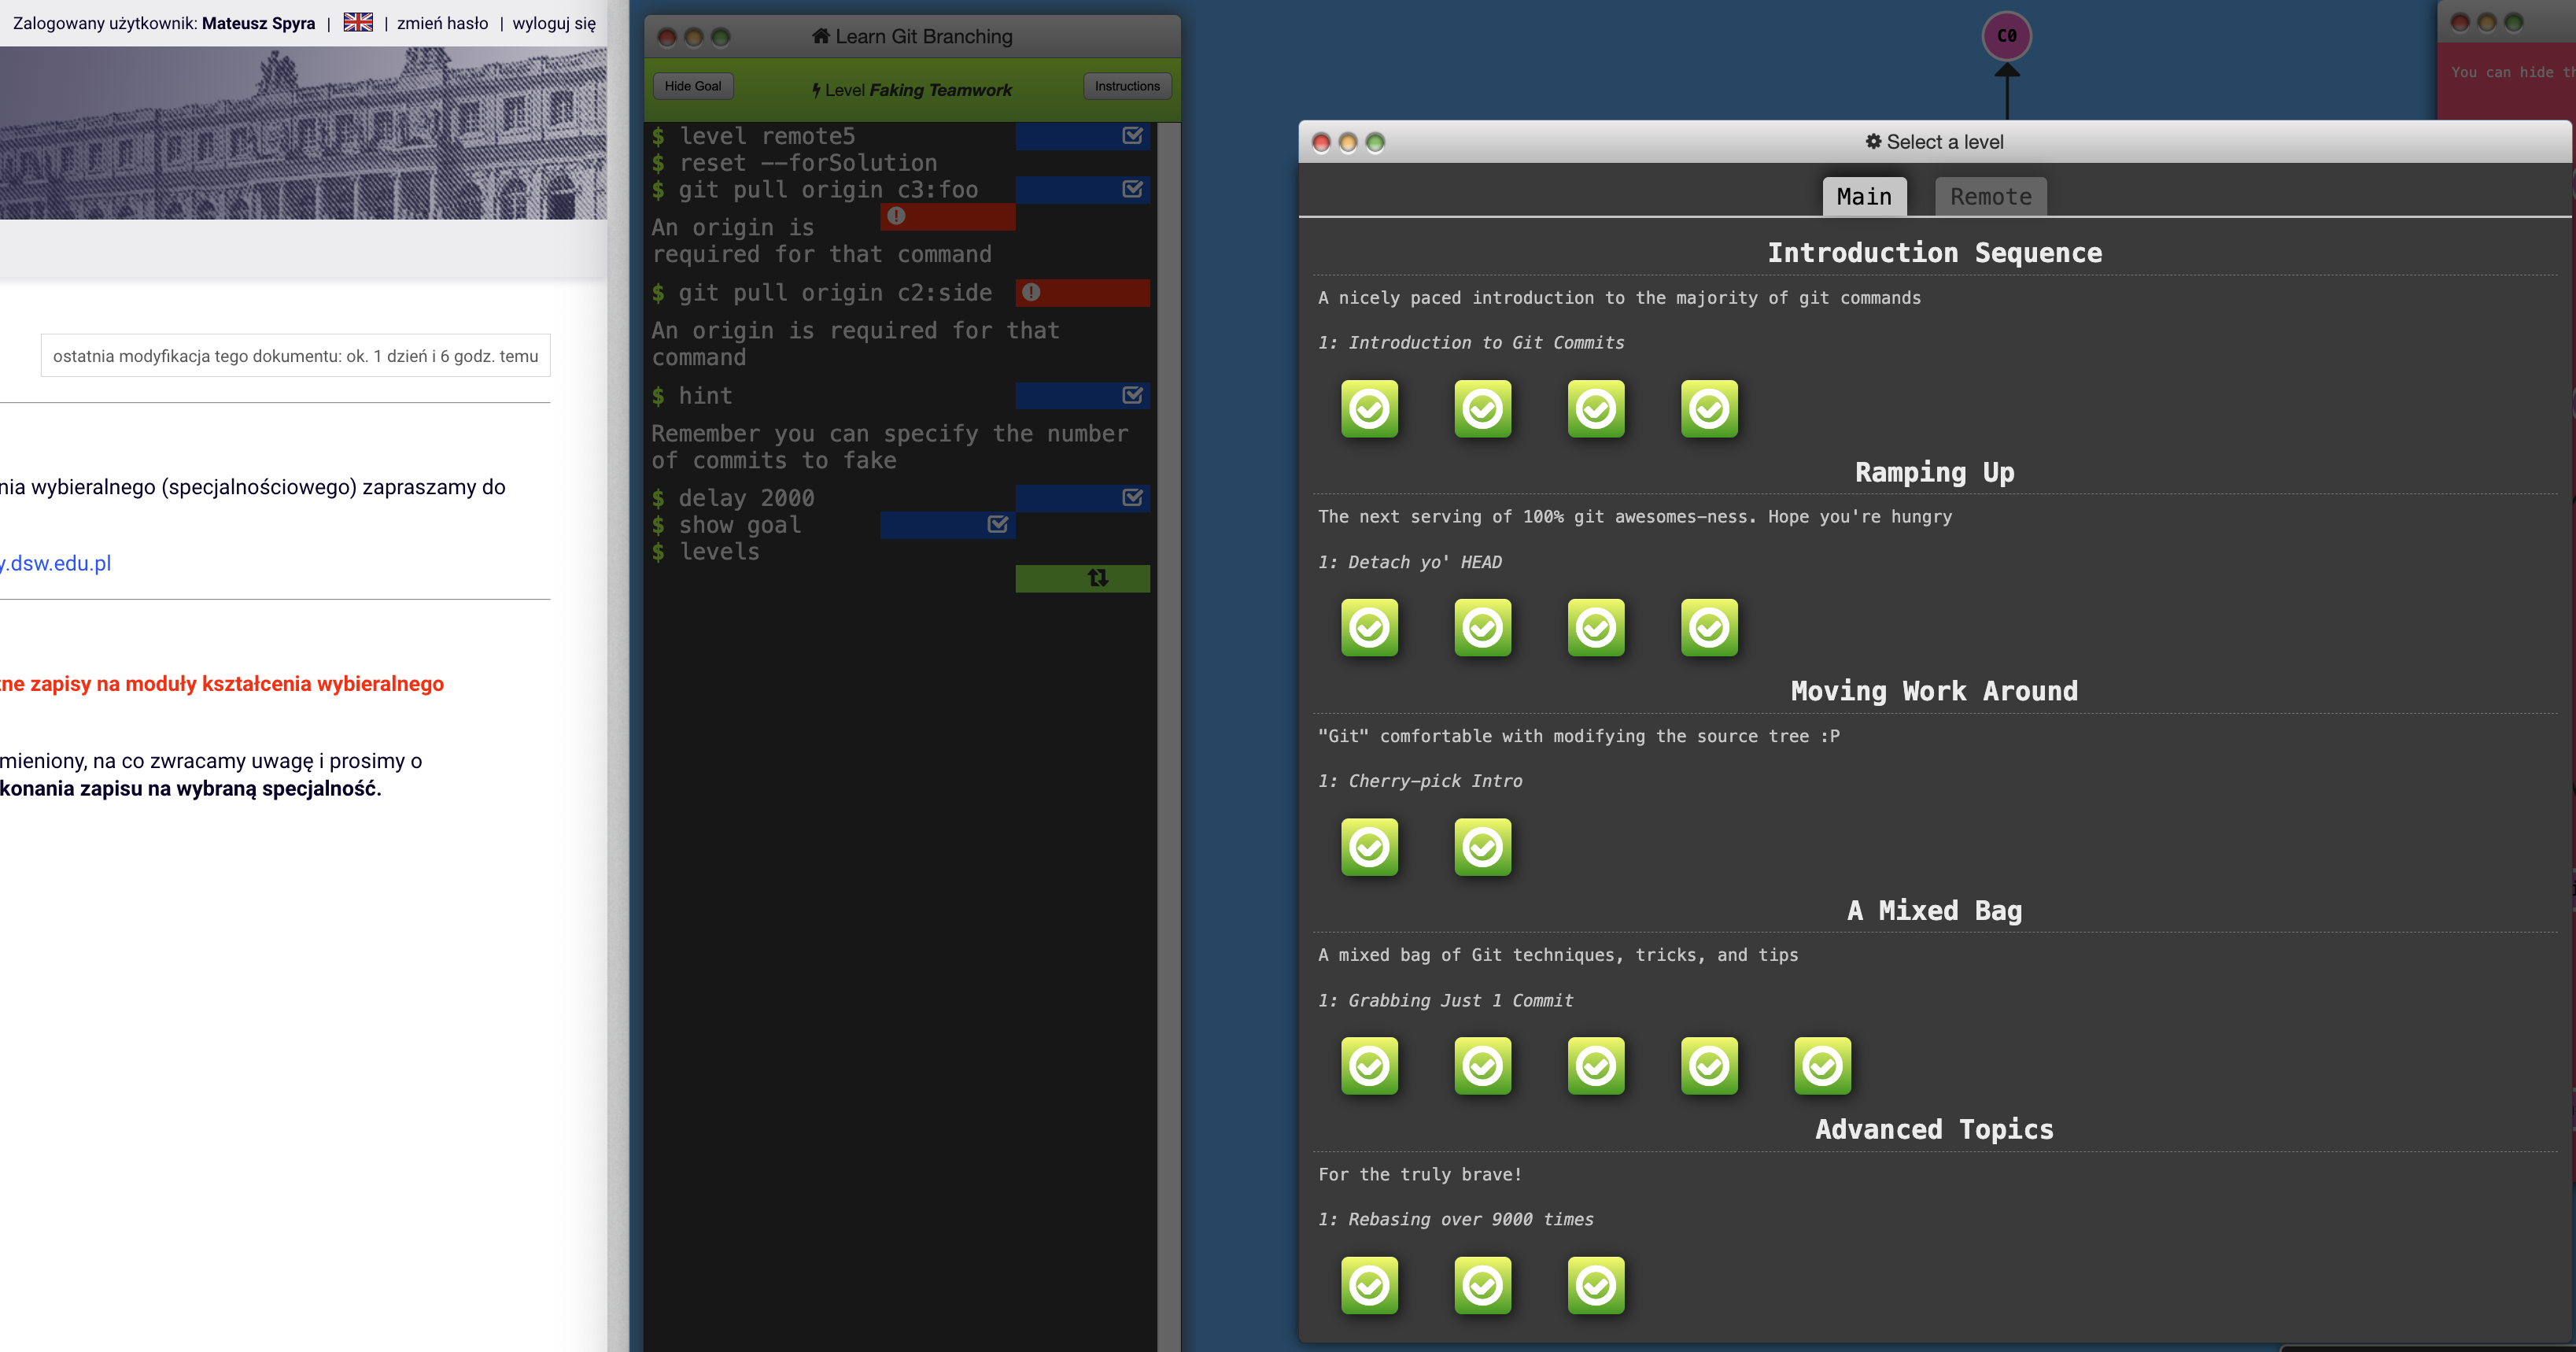 Zalogowany użytkownik: Mateusz Spyra | | zmień hasło | wyloguj się
ostatnia modyfikacja tego dokumentu: ok. 1 dzień i 6 godz. temu
nia wybieralnego (specjalnościowego) zapraszamy do
y.dsw.edu.pl
zne zapisy na moduły kształcenia wybieralnego
mieniony, na co zwracamy uwagę i prosimy o
konania zapisu na wybraną specjalność.
Learn Git Branching
Hide Goal
Level Faking Teamwork
Instructions
$ level remote5
$ reset --forSolution
$ git pull origin c3:foo
An origin is
required for that command
$ git pull origin c2:side
An origin is required for that
command
$ hint
Remember you can specify the number
of commits to fake
$ delay 2000
$ show goal
$ levels
C0
You can hide th
Select a level
Main
Remote
Introduction Sequence
A nicely paced introduction to the majority of git commands
1: Introduction to Git Commits
Ramping Up
The next serving of 100% git awesomes-ness. Hope you're hungry
1: Detach yo' HEAD
Moving Work Around
"Git" comfortable with modifying the source tree :P
1: Cherry-pick Intro
A Mixed Bag
A mixed bag of Git techniques, tricks, and tips
1: Grabbing Just 1 Commit
Advanced Topics
For the truly brave!
1: Rebasing over 9000 times